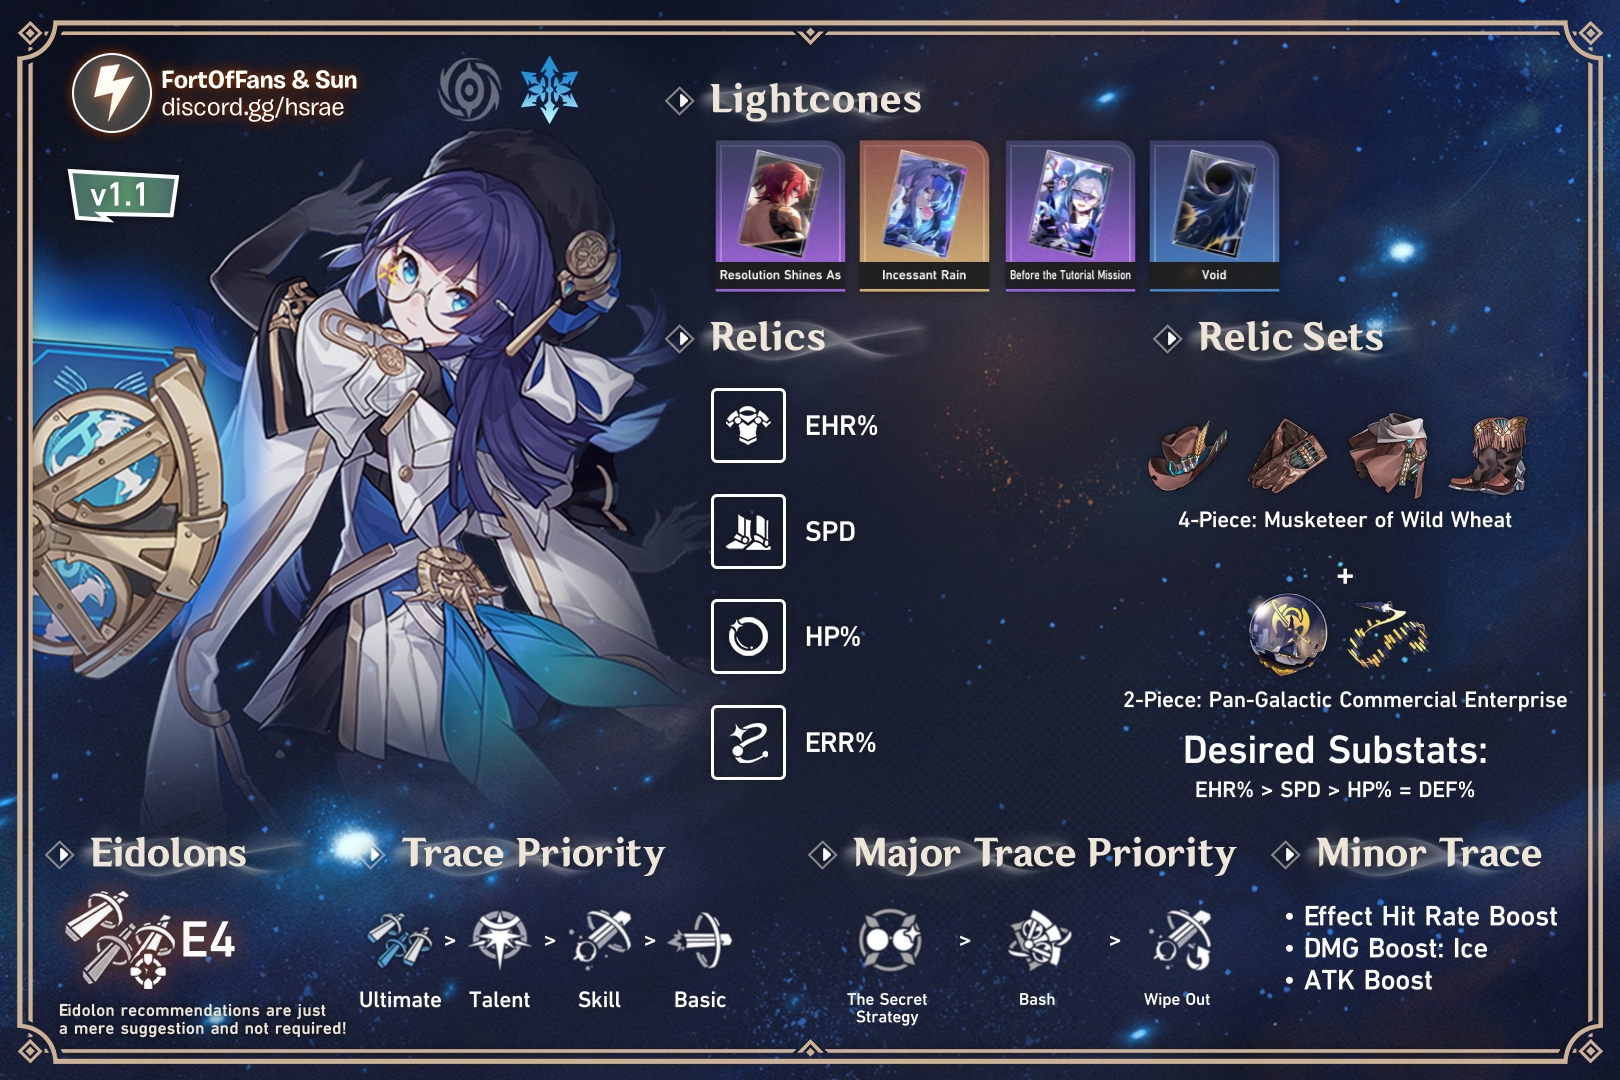 FortOfFans & Sun
discord.gg/hsrae
v1.1
Lightcones
Resolution Shines As
Incessant Rain
Before the Tutorial Mission
Void
Relics
EHR%
SPD
HP%
ERR%
Relic Sets
4-Piece: Musketeer of Wild Wheat
+
2-Piece: Pan-Galactic Commercial Enterprise
Desired Substats:
EHR% > SPD > HP% = DEF%
Eidolons
E4
Eidolon recommendations are just
a mere suggestion and not required!
Trace Priority
> > >
Ultimate Talent Skill Basic
Major Trace Priority
> >
The Secret
Strategy
Bash
Wipe Out
Minor Trace
• Effect Hit Rate Boost
• DMG Boost: Ice
• ATK Boost